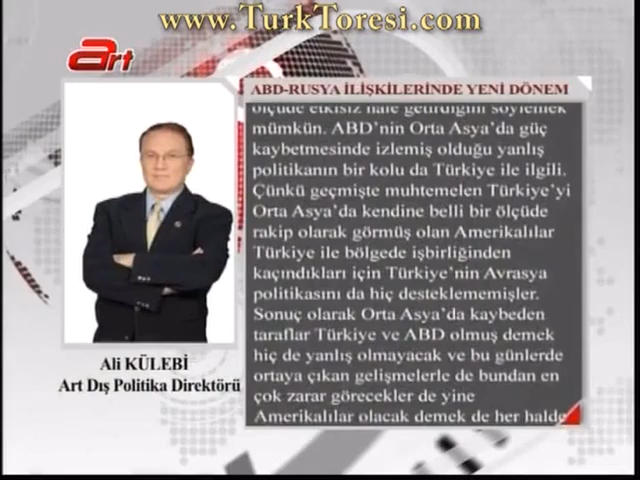 www.TurkToresi.com
Art
ABD-RUSYA İLİŞKİLERİNDE YENİ DÖNEM
ölçüde etkisiz hale getirdiğini söylemek
mümkün. ABD'nin Orta Asya'da güç
kaybetmesinde izlemiş olduğu yanlış
politikanın bir kolu da Türkiye ile ilgili.
Çünkü geçmişte muhtemelen Türkiye'yi
Orta Asya'da kendine belli bir ölçüde
rakip olarak görmüş olan Amerikalılar
Türkiye ile bölgede işbirliğinden
kaçındıkları için Türkiye'nin Avrasya
politikasını da hiç desteklememişler.
Sonuç olarak Orta Asya'da kaybeden
taraflar Türkiye ve ABD olmuş demek
hiç de yanlış olmayacak ve bu günlerde
ortaya çıkan gelişmelerle de bundan en
çok zarar görecekler de yine
Amerikalılar olacak demek de her halde
Ali KÜLEBİ
Art Dış Politika Direktörü